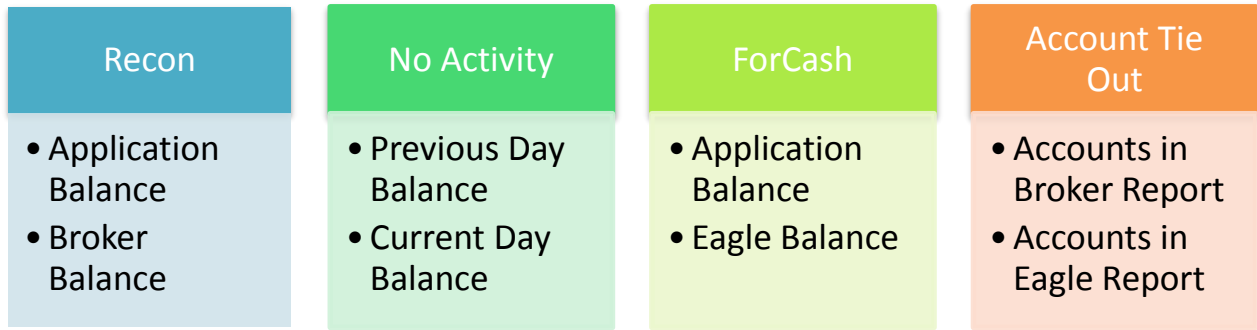 Recon
• Application
Balance
• Broker
Balance
No Activity
• Previous Day
Balance
• Current Day
Balance
ForCash
• Application
Balance
• Eagle Balance
Account Tie
Out
• Accounts in
Broker Report
• Accounts in
Eagle Report